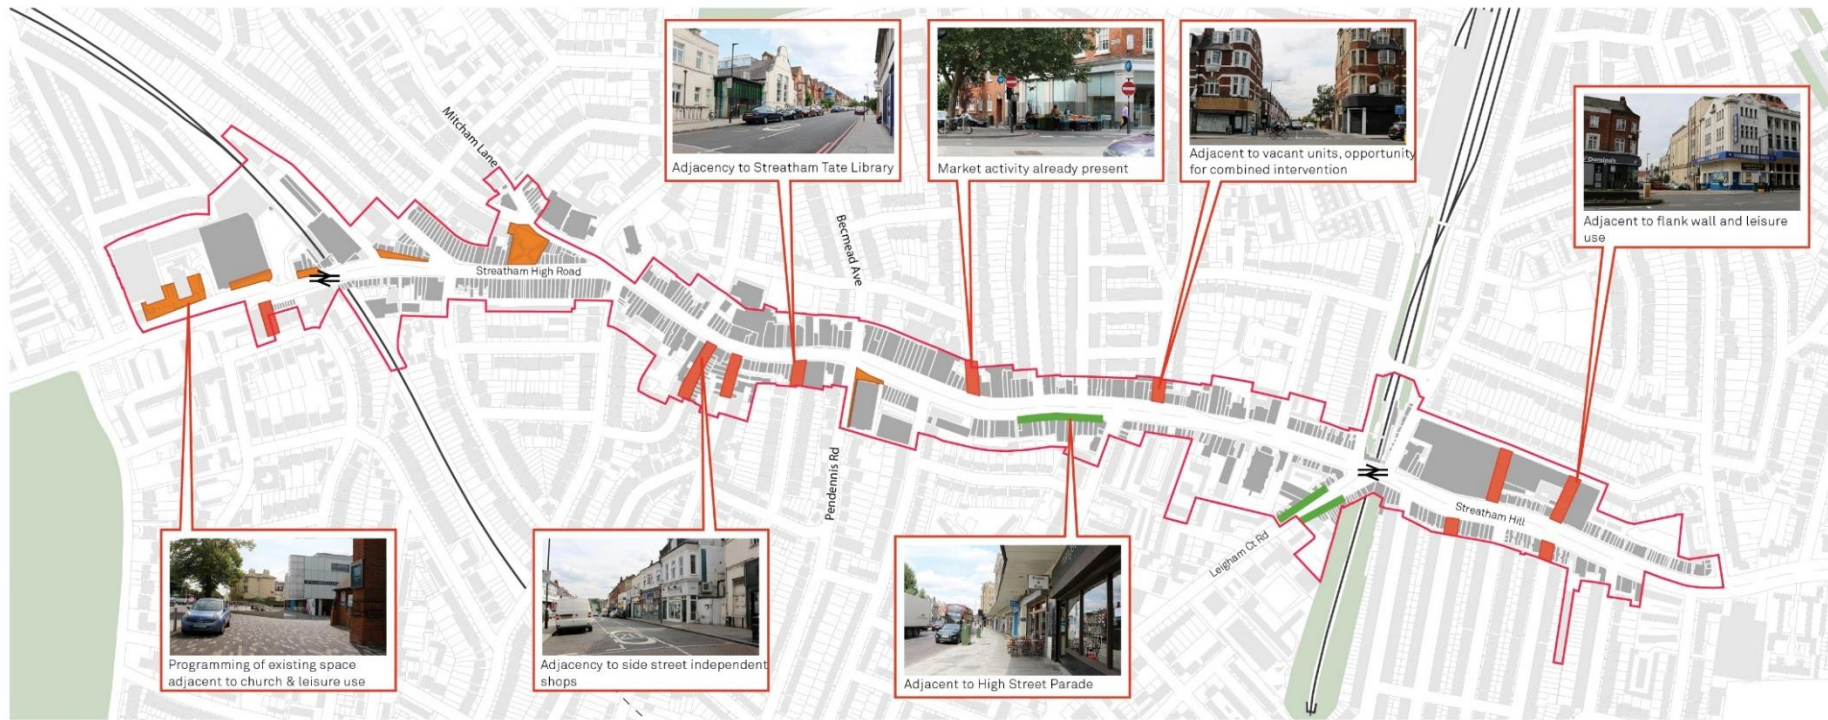 Adjacency to Streatham Tate Library
Market activity already present
Adjacent to vacant units, opportunity
for combined intervention
Domino's
Adjacent to flank wall and leisure
use
Mitcham Lane
Becmead Ave
Streatham High Road
Pendennis Rd
Leigham Ct Rd
Streatham Hill
Programming of existing space
adjacent to church & leisure use
Adjacency to side street independent
shops
Adjacent to High Street Parade